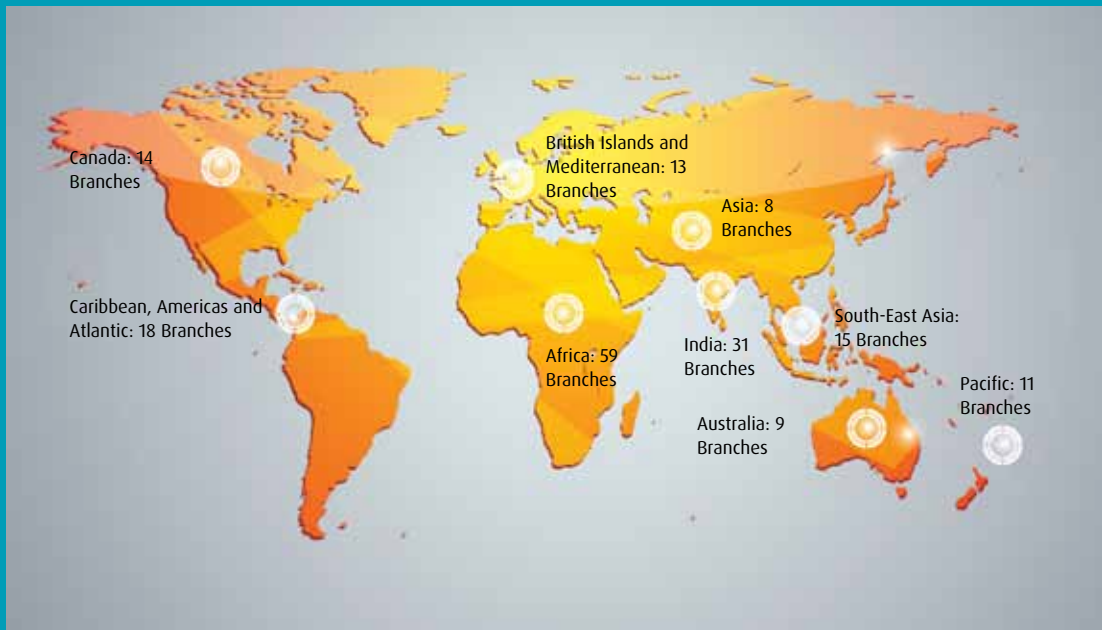 Canada: 14
Branches
British Islands and
Mediterranean: 13
Branches
Asia: 8
Branches
Caribbean, Americas and
Atlantic: 18 Branches
Africa: 59
Branches
India: 31
Branches
South-East Asia:
15 Branches
Pacific: 11
Branches
Australia: 9
Branches